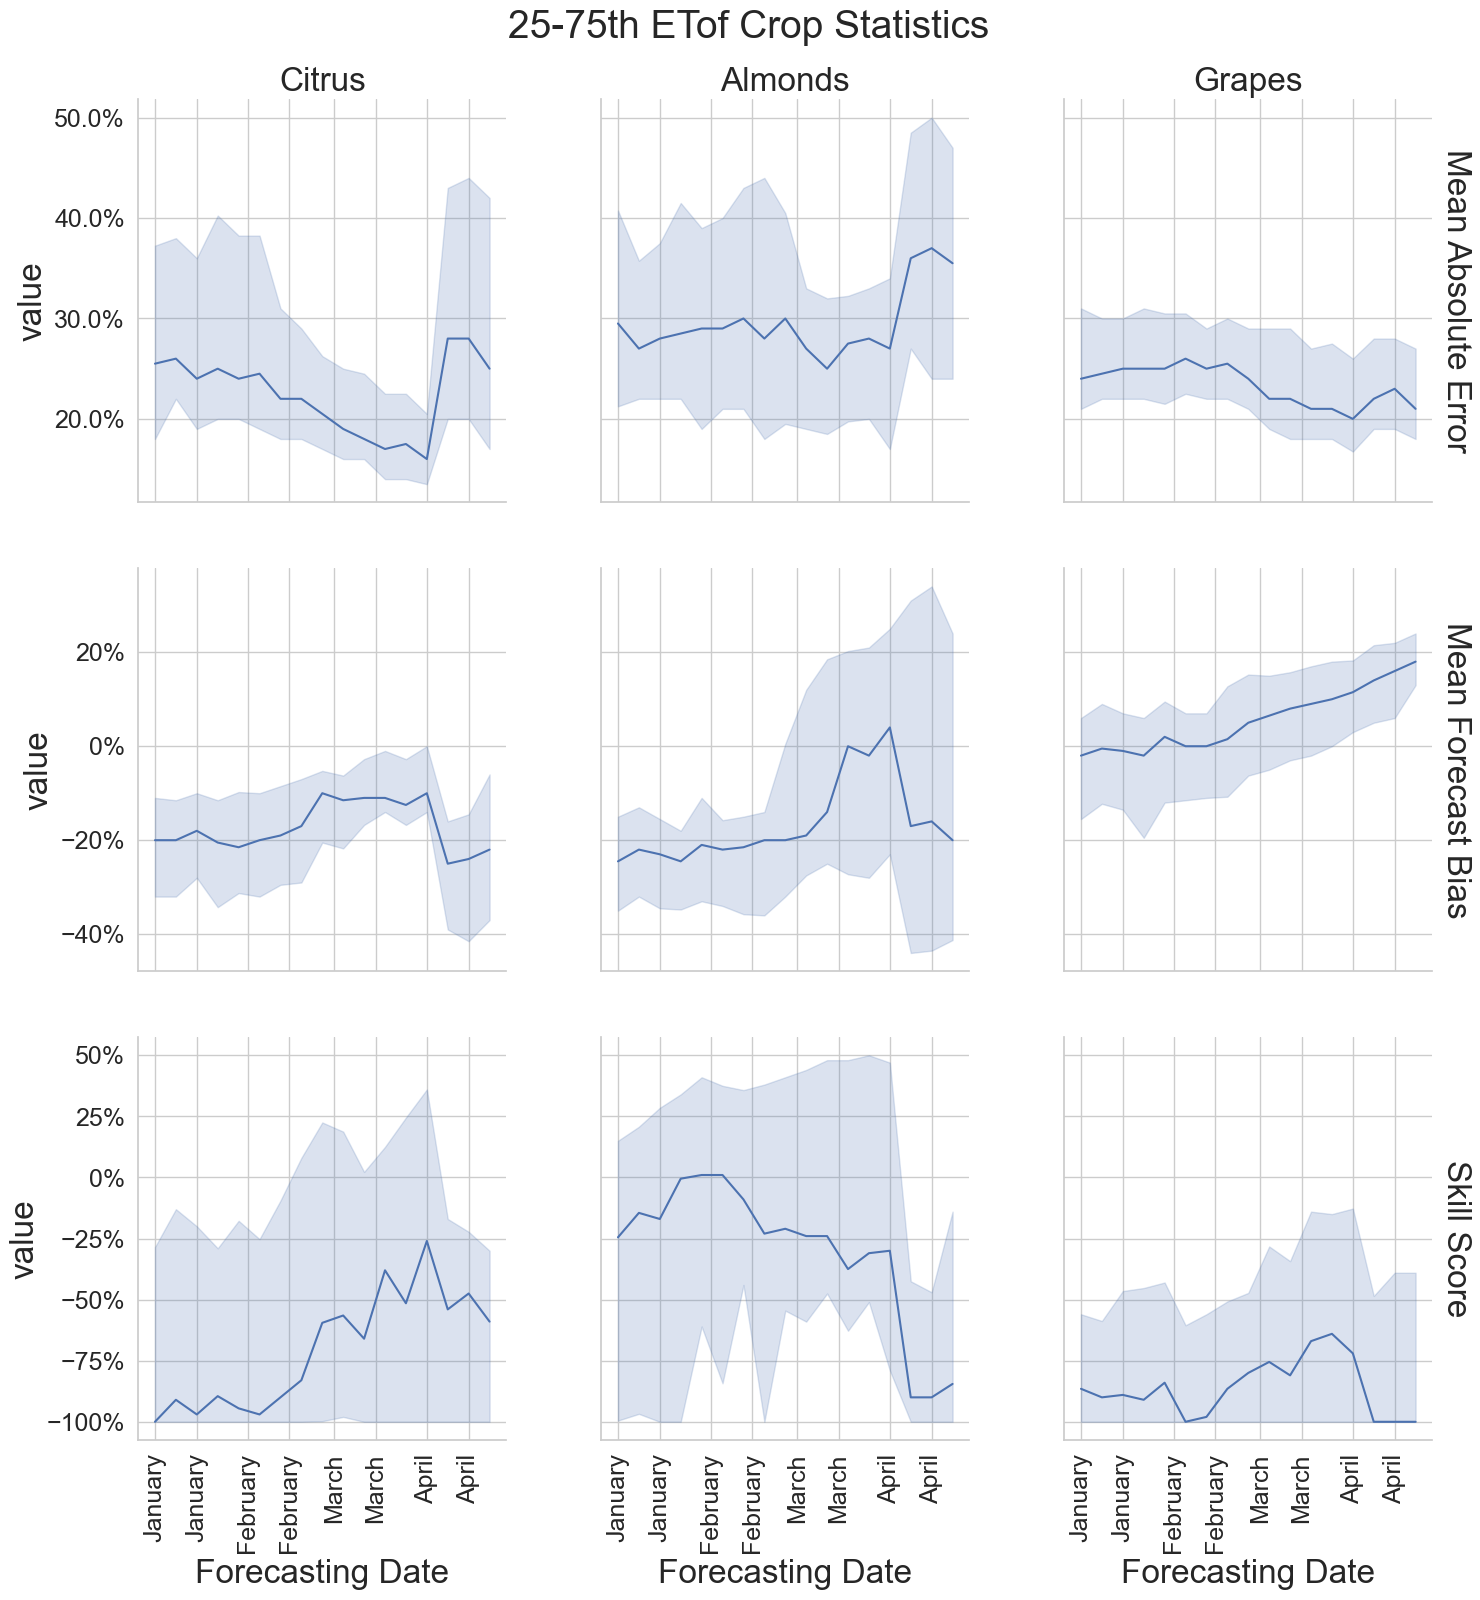 25-75th ETof Crop Statistics
Citrus
Almonds
Grapes
50.0%
40.0%
30.0%
20.0%
value
Mean Absolute Error
20%
0%
−20%
−40%
value
Mean Forecast Bias
50%
25%
0%
−25%
−50%
−75%
−100%
value
Skill Score
January
January
February
February
March
March
April
April
January
January
February
February
March
March
April
April
January
January
February
February
March
March
April
April
Forecasting Date
Forecasting Date
Forecasting Date